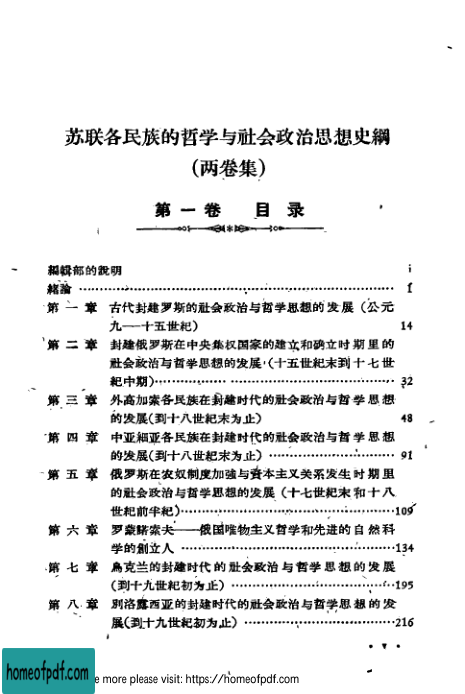 苏联各民族的哲学与社会政治思想史綱
(两卷集)
第一卷 目录
編輯部的說明 i
緒論 1
第一章 古代封建罗斯的社会政治与哲学思想的发展 (公元
九——十五世紀) 14
第二章 封建俄罗斯在中央集权国家的建立和确立时期里的
社会政治与哲学思想的发展 (十五世紀末到十七世
紀中期) 32
第三章 外高加索各民族在封建时代的社会政治与哲学思想
的发展(到十八世紀末为止) 48
第四章 中亚細亚各民族在封建时代的社会政治与哲学思想
的发展(到十八世紀末为止) 91
第五章 俄罗斯在农奴制度加強与資本主义关系发生时期里
的社会政治与哲学思想的发展 (十七世紀末和十八
世紀前半紀) 109
第六章 罗蒙諾索夫——俄国唯物主义哲学和先进的自然科
学的創立人 134
第七章 烏克兰的封建时代的社会政治与哲学思想的发展
(到十九世紀初为止) 195
第八章 別洛露西亚的封建时代的社会政治与哲学思想的发
展(到十九世紀初为止) 216
homeofpdf.com
e more please visit: https://homeofpdf.com